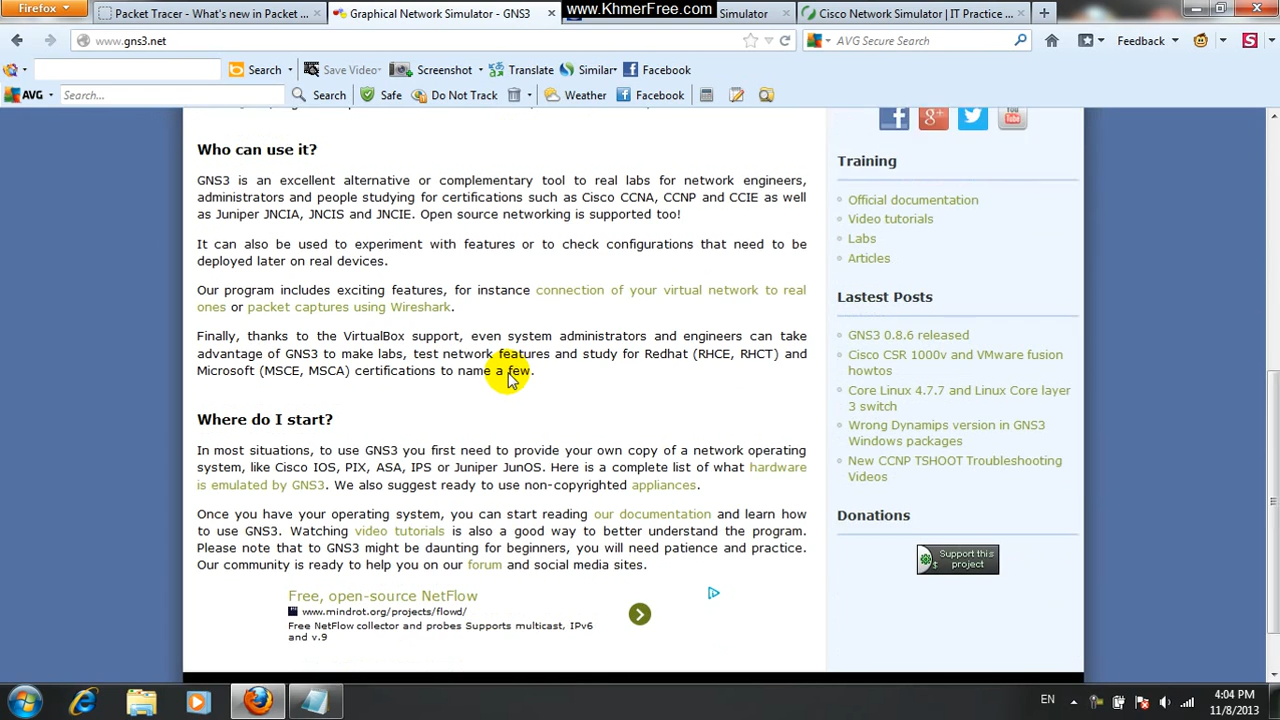 Firefox
Packet Tracer - What's new in Packet ...
Graphical Network Simulator - GNS3
www.KhmerFree.com
Simulator
Cisco Network Simulator | IT Practice ...
www.gns3.net
AVG Secure Search
Feedback
Search
Save Video
Screenshot
Translate
Similar
Facebook
AVG
Search...
Search
Safe
Do Not Track
Weather
Facebook
Who can use it?
GNS3 is an excellent alternative or complementary tool to real labs for network engineers,
administrators and people studying for certifications such as Cisco CCNA, CCNP and CCIE as well
as Juniper JNCIA, JNCIS and JNCIE. Open source networking is supported too!
It can also be used to experiment with features or to check configurations that need to be
deployed later on real devices.
Our program includes exciting features, for instance connection of your virtual network to real
ones or packet captures using Wireshark.
Finally, thanks to the VirtualBox support, even system administrators and engineers can take
advantage of GNS3 to make labs, test network features and study for Redhat (RHCE, RHCT) and
Microsoft (MSCE, MSCA) certifications to name a few.
Where do I start?
In most situations, to use GNS3 you first need to provide your own copy of a network operating
system, like Cisco IOS, PIX, ASA, IPS or Juniper JunOS. Here is a complete list of what hardware
is emulated by GNS3. We also suggest ready to use non-copyrighted appliances.
Once you have your operating system, you can start reading our documentation and learn how
to use GNS3. Watching video tutorials is also a good way to better understand the program.
Please note that to GNS3 might be daunting for beginners, you will need patience and practice.
Our community is ready to help you on our forum and social media sites.
Free, open-source NetFlow
www.mindrot.org/projects/flowd/
Free NetFlow collector and probes Supports multicast, IPv6
and v.9
You Tube
Training
Official documentation
Video tutorials
Labs
Articles
Lastest Posts
GNS3 0.8.6 released
Cisco CSR 1000v and VMware fusion
howtos
Core Linux 4.7.7 and Linux Core layer
3 switch
Wrong Dynamips version in GNS3
Windows packages
New CCNP TSHOOT Troubleshooting
Videos
Donations
Support this
project
EN
4:04 PM
11/8/2013